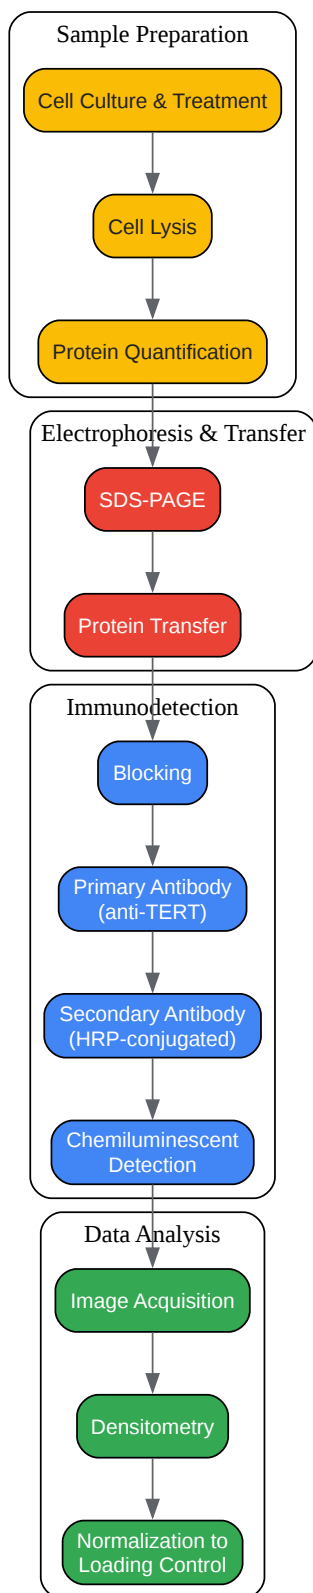 Sample Preparation
Cell Culture & Treatment
Cell Lysis
Protein Quantification
Electrophoresis & Transfer
SDS-PAGE
Protein Transfer
Immunodetection
Blocking
Primary Antibody
(anti-TERT)
Secondary Antibody
(HRP-conjugated)
Chemiluminescent
Detection
Data Analysis
Image Acquisition
Densitometry
Normalization to
Loading Control